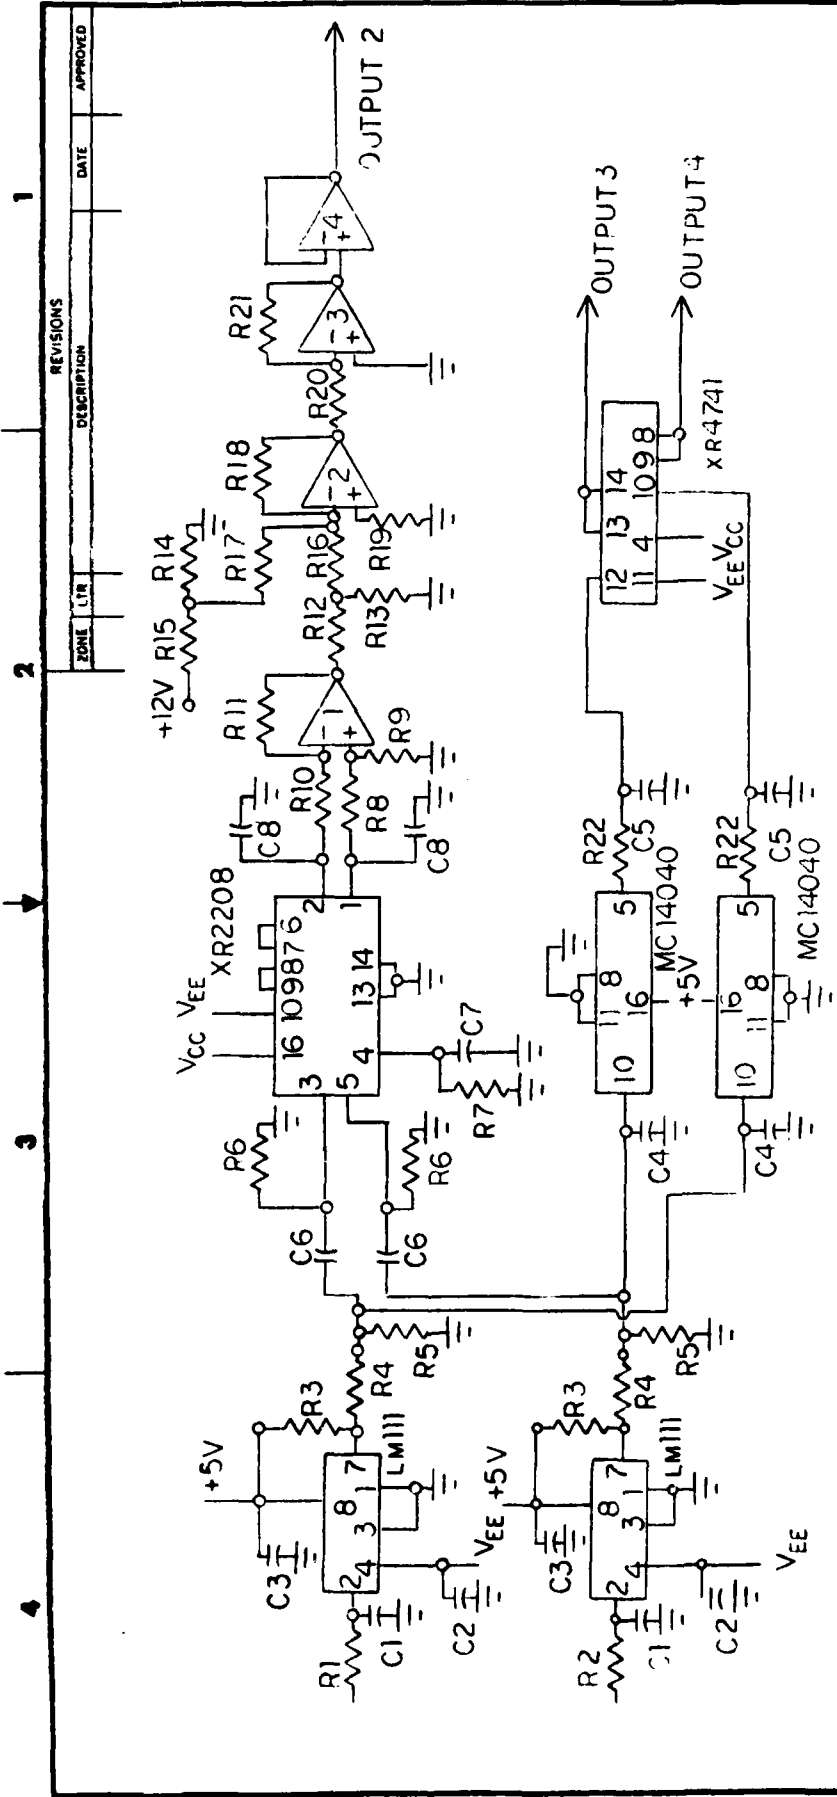 4
3
2
1
REVISIONS
ZONE
LTR
DESCRIPTION
DATE
APPROVED
+12V
R15
R14
R17
R18
R21
OUTPUT 2
VCC
VEE
XR2208
16
10 9 8 7 6
3
5
4
13 14
2
1
C8
C8
R10
R8
R11
R9
- 1 +
R12
R13
R16
R19
- 2 +
R20
- 3 +
- 4 +
R6
R6
C6
C6
R7
C7
+5V
C3
R3
R4
R5
R1
C1
2
8
7
4
3
1
LM111
C2
VEE
+5V
C3
R3
R4
R5
R2
C1
2
8
7
4
3
1
LM111
C2
VEE
C4
10
11
8
16
5
MC14040
R22
C5
+5V
C4
10
16
11
8
5
MC14040
R22
C5
12
13
14
11
4
10
9
8
VEE
VCC
XR4741
OUTPUT 3
OUTPUT 4